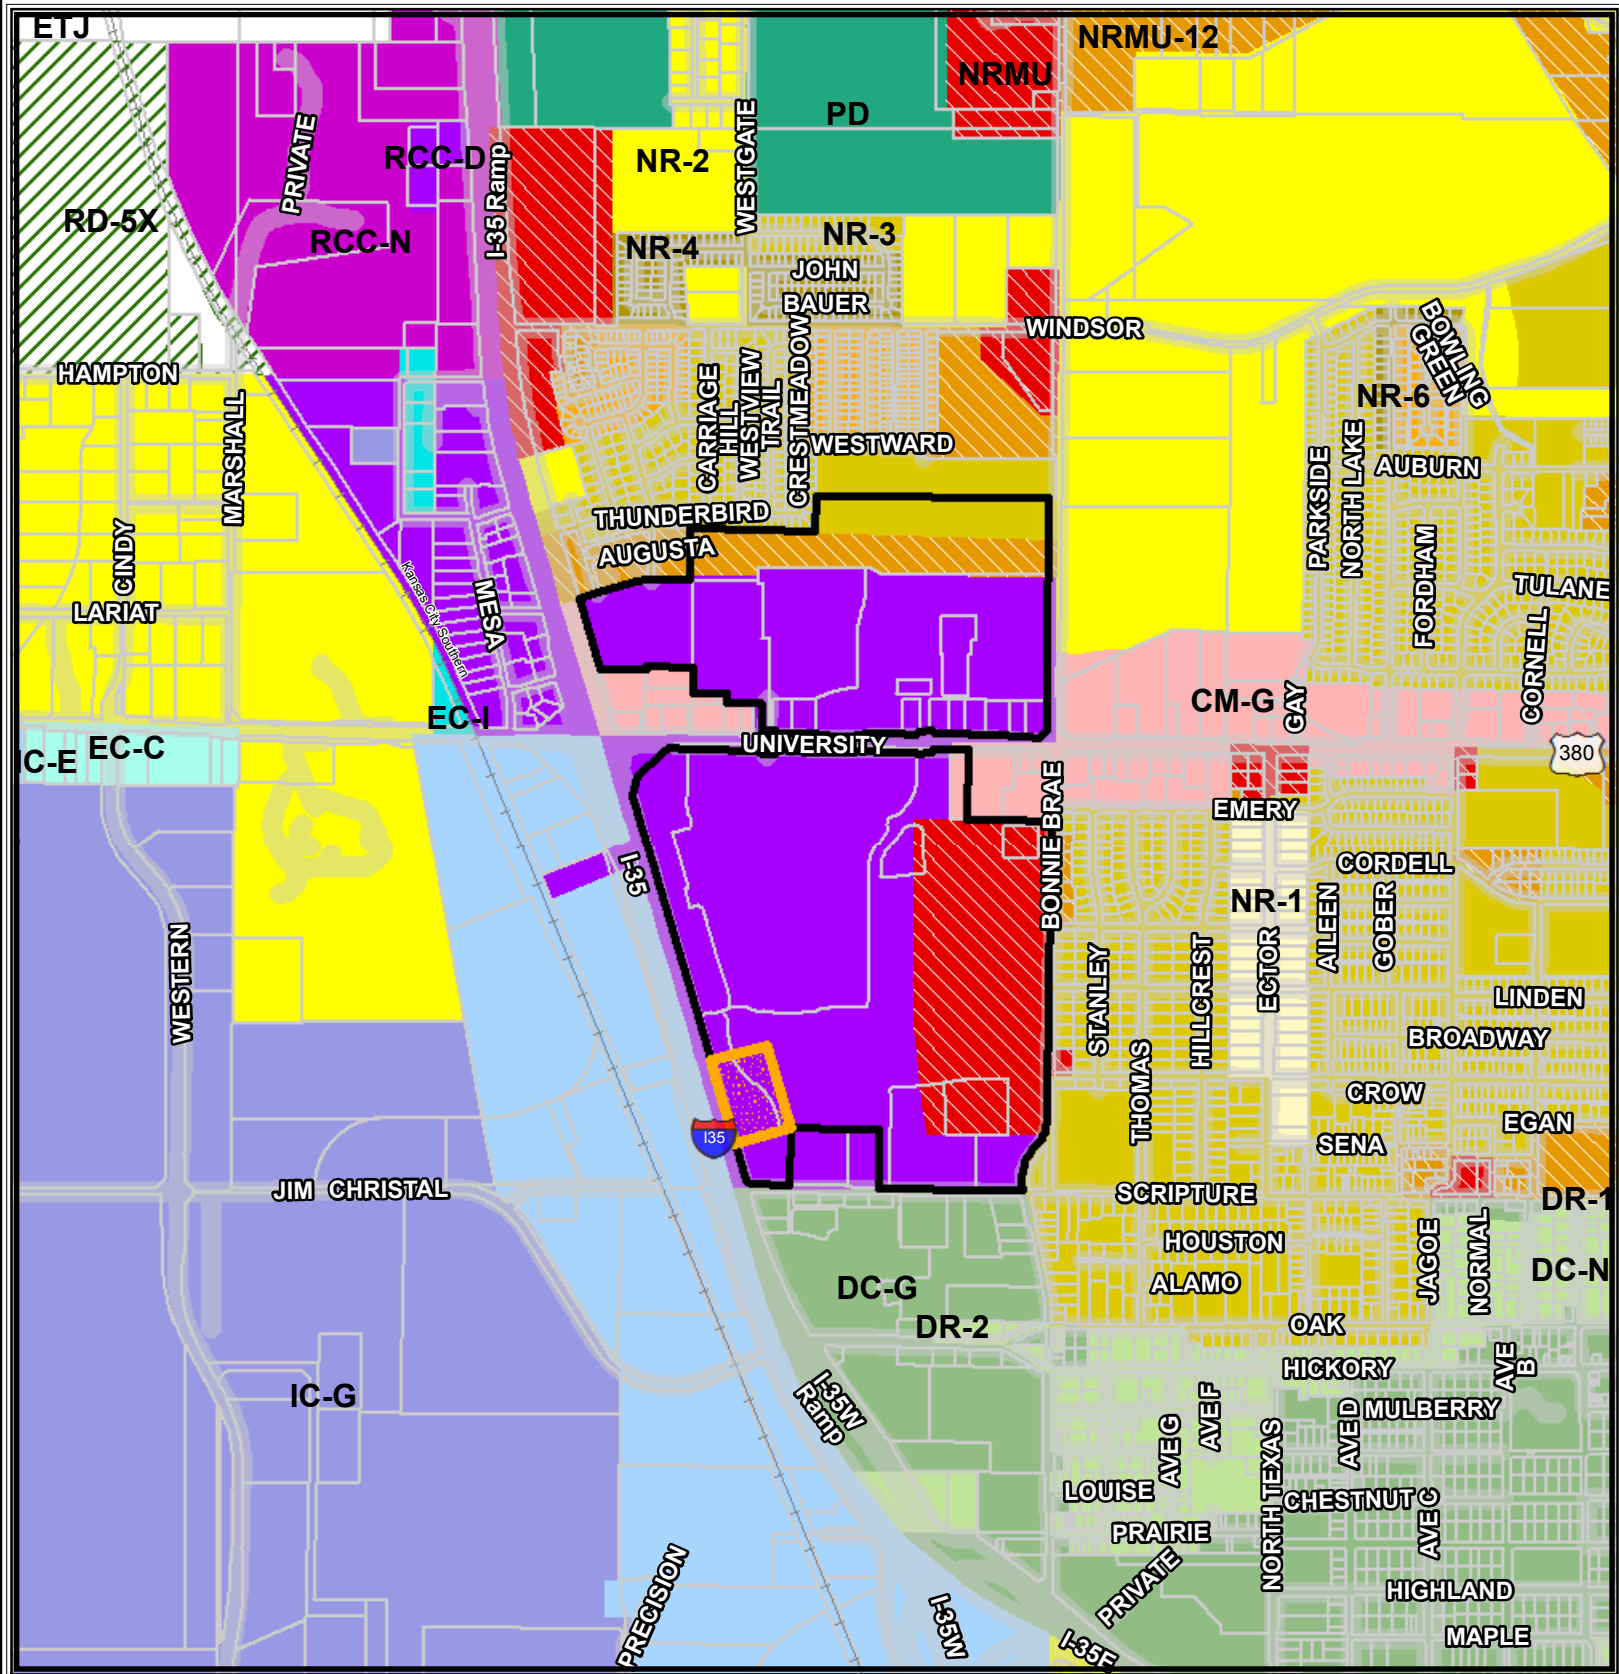 ETJ
NRMU-12
NRMU
PD
PRIVATE
RCC-D
I-35 Ramp
NR-2
WESTGATE
RD-5X
RCC-N
NR-4
NR-3
JOHN
BAUER
WINDSOR
BOWLING
GREEN
HAMPTON
MARSHALL
CARRIAGE
HILL
WESTVIEW
TRAIL
CRESTMEADOW
WESTWARD
NR-6
PARKSIDE
NORTH LAKE
AUBURN
CINDY
THUNDERBIRD
AUGUSTA
FORDHAM
TULANE
LARIAT
Kansas City Southern
MESA
CORNELL
EC-I
CM-G
GAY
IC-E
EC-C
UNIVERSITY
380
BONNIE BRAE
EMERY
I-35
CORDELL
NR-1
AILEEN
GOBER
WESTERN
STANLEY
HILLCREST
ECTOR
LINDEN
BROADWAY
THOMAS
CROW
EGAN
I35
SENA
JIM CHRISTAL
SCRIPTURE
DR-1
HOUSTON
JAGOE
NORMAL
DC-N
DC-G
ALAMO
DR-2
OAK
HICKORY
AVE
B
IC-G
I-35W
Ramp
AVE G
AVE F
NORTH TEXAS
AVE D
MULBERRY
LOUISE
CHESTNUT
AVE C
PRAIRIE
PRECISION
PRIVATE
HIGHLAND
I-35W
I-35E
MAPLE